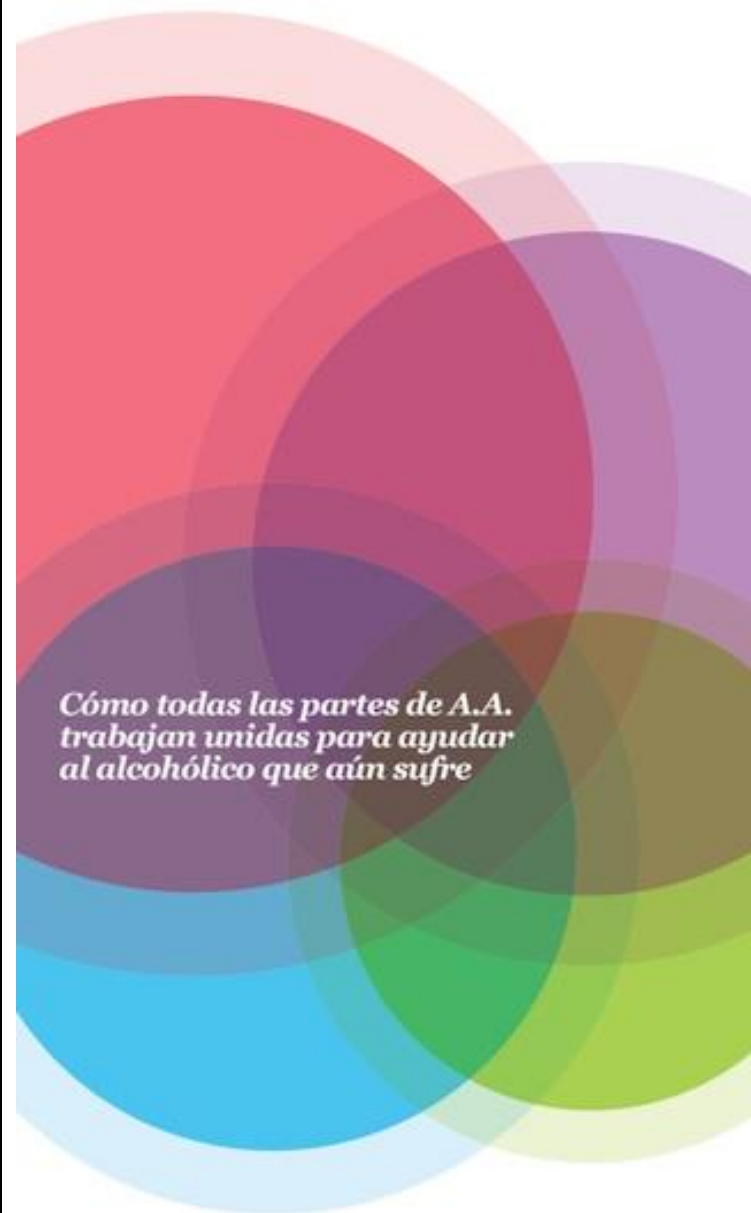 Cómo todas las partes de A.A.
trabajan unidas para ayudar
al alcohólico que aún sufre